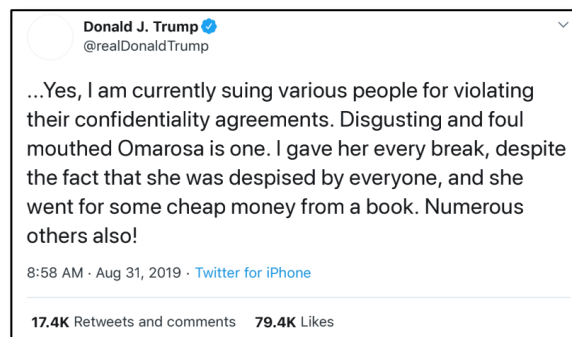 Donald J. Trump
@realDonaldTrump
...Yes, I am currently suing various people for violating
their confidentiality agreements. Disgusting and foul
mouthed Omarosa is one. I gave her every break, despite
the fact that she was despised by everyone, and she
went for some cheap money from a book. Numerous
others also!
8:58 AM · Aug 31, 2019 · Twitter for iPhone
17.4K Retweets and comments 79.4K Likes